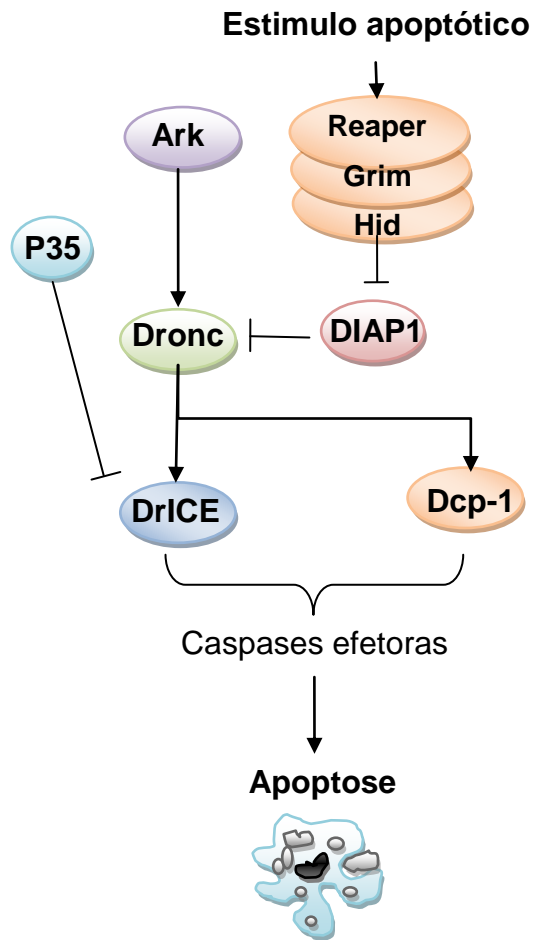 Estimulo apoptótico
Reaper
Ark
Grim
Hid
P35
Dronc
DIAP1
DrICE
Dcp-1
Caspases efetoras
Apoptose